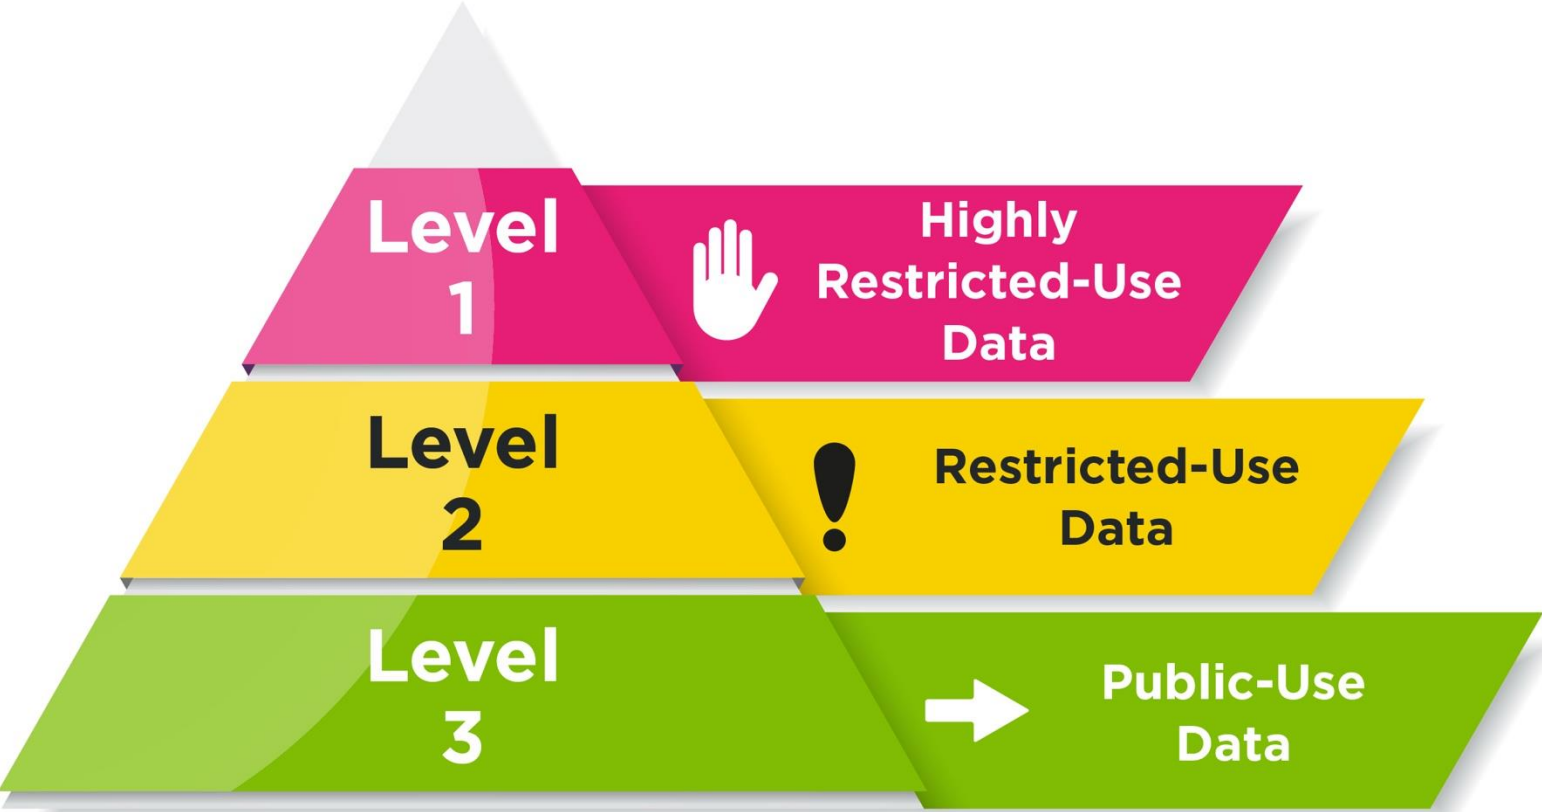 Level
1
Highly
Restricted-Use
Data
Level
2
Restricted-Use
Data
Level
3
Public-Use
Data